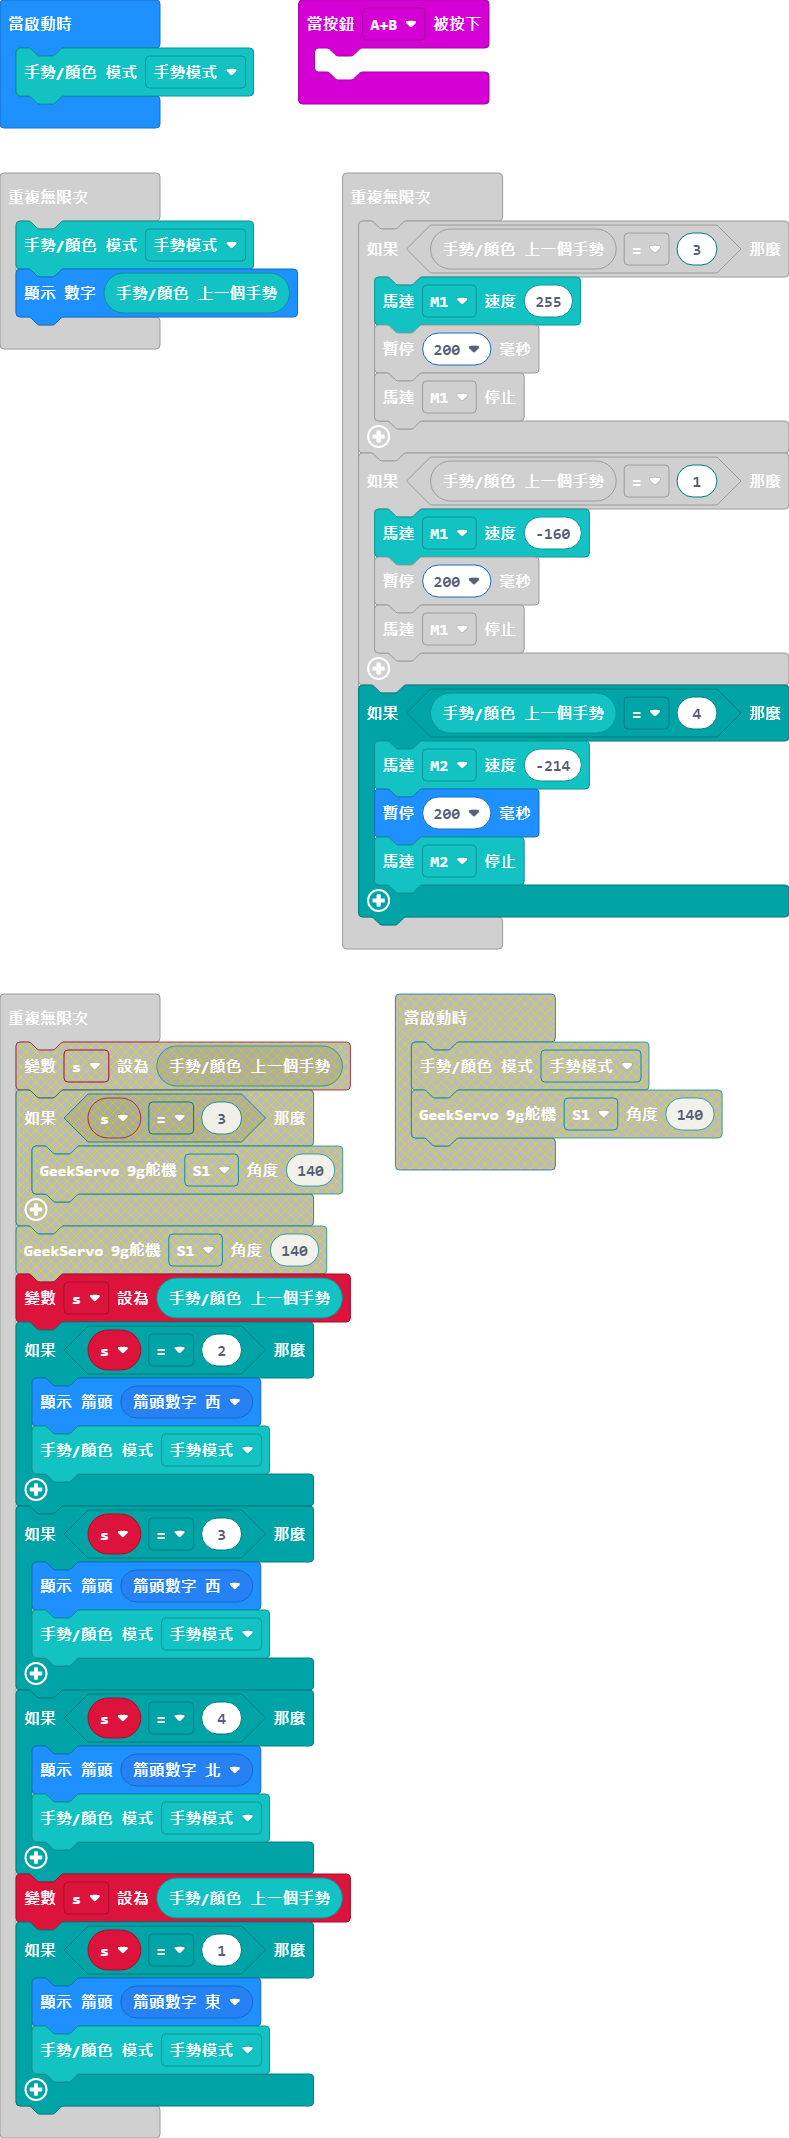 當啟動時
手勢/顏色 模式 手勢模式
當按鈕 A+B 被按下
重複無限次
手勢/顏色 模式 手勢模式
顯示 數字 手勢/顏色 上一個手勢
重複無限次
如果 手勢/顏色 上一個手勢 = 3 那麼
馬達 M1 速度 255
暫停 200 毫秒
馬達 M1 停止
如果 手勢/顏色 上一個手勢 = 1 那麼
馬達 M1 速度 -160
暫停 200 毫秒
馬達 M1 停止
如果 手勢/顏色 上一個手勢 = 4 那麼
馬達 M2 速度 -214
暫停 200 毫秒
馬達 M2 停止
重複無限次
變數 s 設為 手勢/顏色 上一個手勢
如果 s = 3 那麼
GeekServo 9g舵機 S1 角度 140
GeekServo 9g舵機 S1 角度 140
變數 s 設為 手勢/顏色 上一個手勢
如果 s = 2 那麼
顯示 箭頭 箭頭數字 西
手勢/顏色 模式 手勢模式
如果 s = 3 那麼
顯示 箭頭 箭頭數字 西
手勢/顏色 模式 手勢模式
如果 s = 4 那麼
顯示 箭頭 箭頭數字 北
手勢/顏色 模式 手勢模式
變數 s 設為 手勢/顏色 上一個手勢
如果 s = 1 那麼
顯示 箭頭 箭頭數字 東
手勢/顏色 模式 手勢模式
當啟動時
手勢/顏色 模式 手勢模式
GeekServo 9g舵機 S1 角度 140